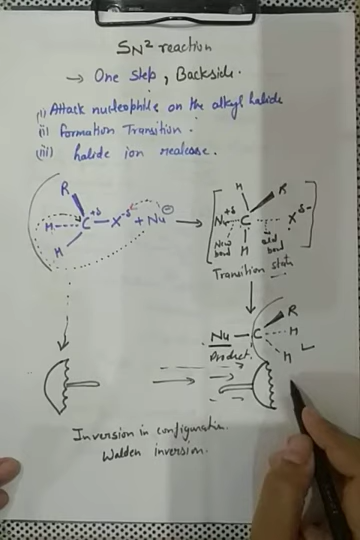 SN² reaction
→ One step, Backside.
(i) Attack nucleophile on the alkyl halide
(ii) Formation Transition.
(iii) halide ion realease.
R
H C +δ X -δ + Nu ⊖ →
H
H R
N +δ C X δ-
New bond old bond
H
Transition state
R
Nu C H
H
Product.
Inversion in configuration.
Walden inversion.